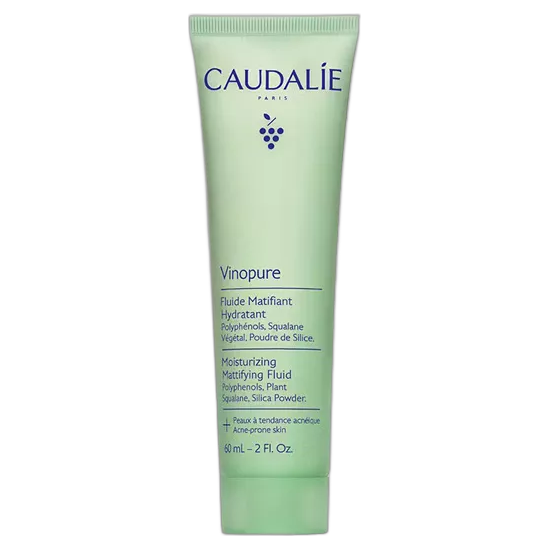 CAUDALÍE
PARIS
Vinopure
Fluide Matifiant
Hydratant
Polyphénols, Squalane
Végétal, Poudre de Silice.
Moisturizing
Mattifying Fluid
Polyphenols, Plant
Squalane, Silica Powder.
+ Peaux à tendance acnéique
Acne-prone skin
60 mL – 2 Fl. Oz.